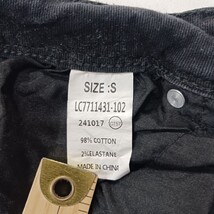 SIZE:S
LC7711431-102
241017
98% COTTON
2%ELASTANE
MADE IN CHINA